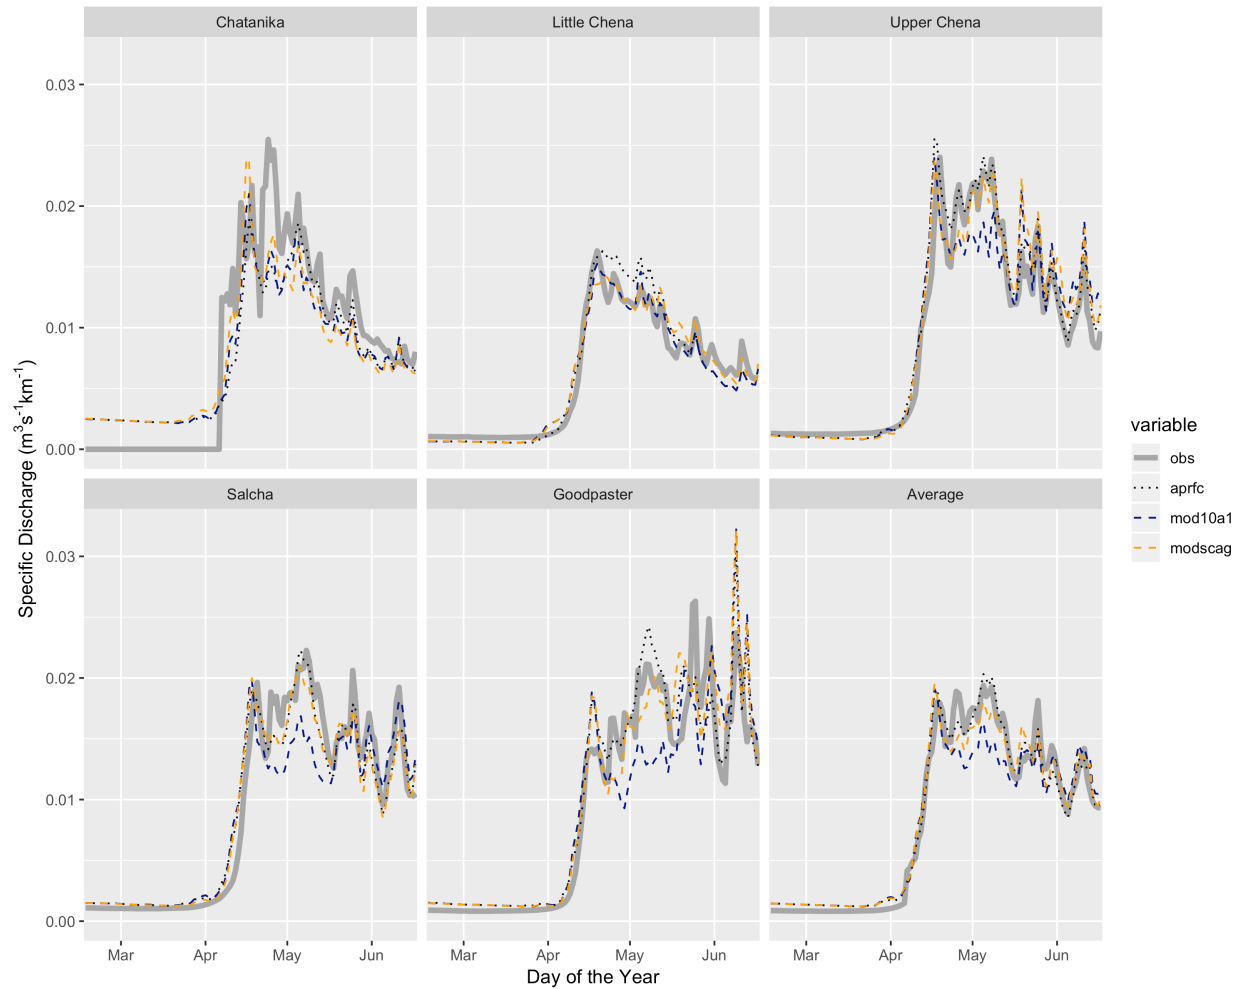 Chatanika
Little Chena
Upper Chena
0.03
0.02
0.01
0.00
Salcha
Goodpaster
Average
0.03
0.02
0.01
0.00
Mar Apr May Jun
Mar Apr May Jun
Mar Apr May Jun
Day of the Year
Specific Discharge (m³s⁻¹km⁻¹)
variable
obs
aprfc
mod10a1
modscag